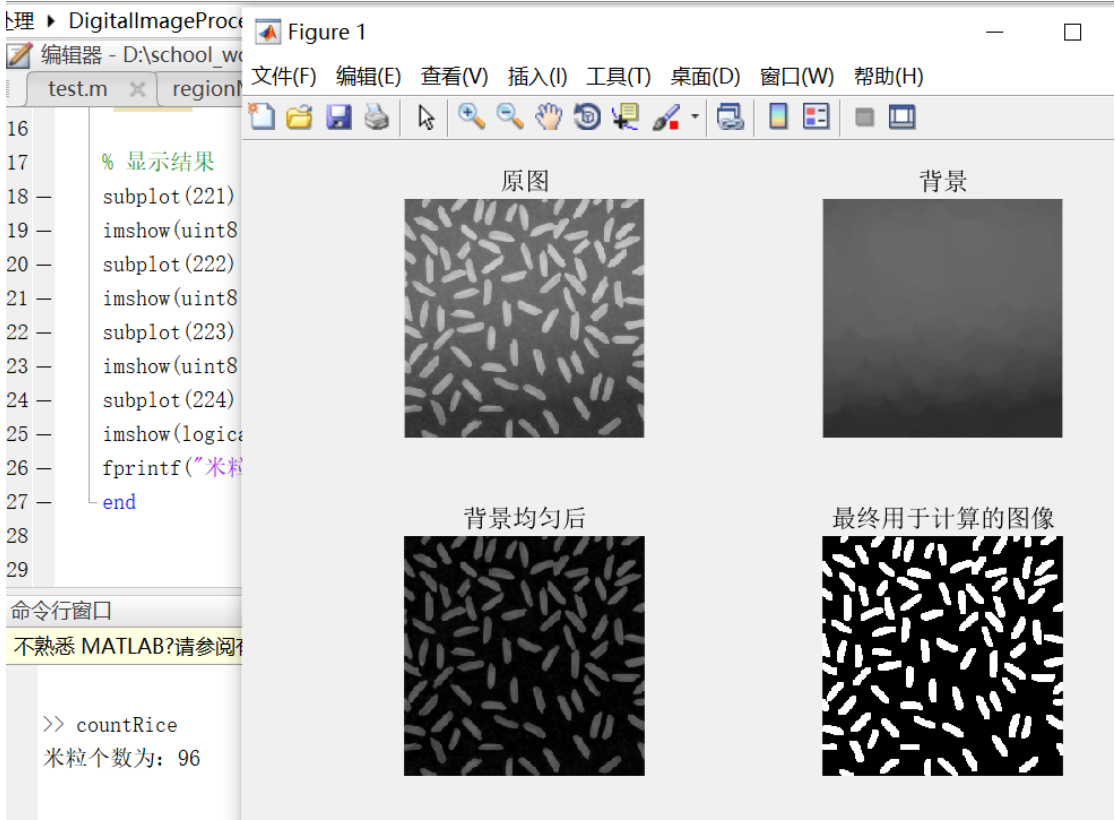 处理 ▸ DigitalImageProce
编辑器 - D:\school_wo
test.m
regionM
16
17 % 显示结果
18 — subplot(221)
19 — imshow(uint8
20 — subplot(222)
21 — imshow(uint8
22 — subplot(223)
23 — imshow(uint8
24 — subplot(224)
25 — imshow(logica
26 — fprintf("米粒
27 — end
28
29
命令行窗口
不熟悉 MATLAB?请参阅有
>> countRice
米粒个数为：96
Figure 1
文件(F) 编辑(E) 查看(V) 插入(I) 工具(T) 桌面(D) 窗口(W) 帮助(H)
原图
背景
背景均匀后
最终用于计算的图像